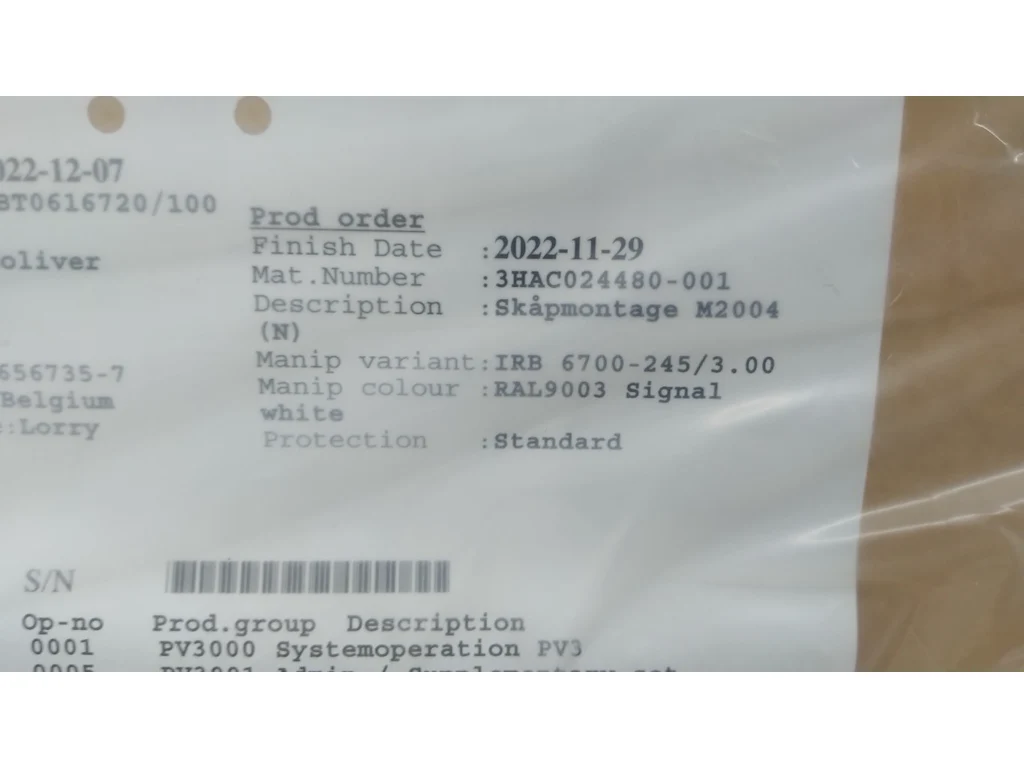 022-12-07
BT0616720/100
oliver
656735-7
Belgium
:Lorry
Prod order
Finish Date :2022-11-29
Mat.Number :3HAC024480-001
Description :Skåpmontage M2004
(N)
Manip variant:IRB 6700-245/3.00
Manip colour :RAL9003 Signal
white
Protection :Standard
S/N
Op-no Prod.group Description
0001 PV3000 Systemoperation PV3